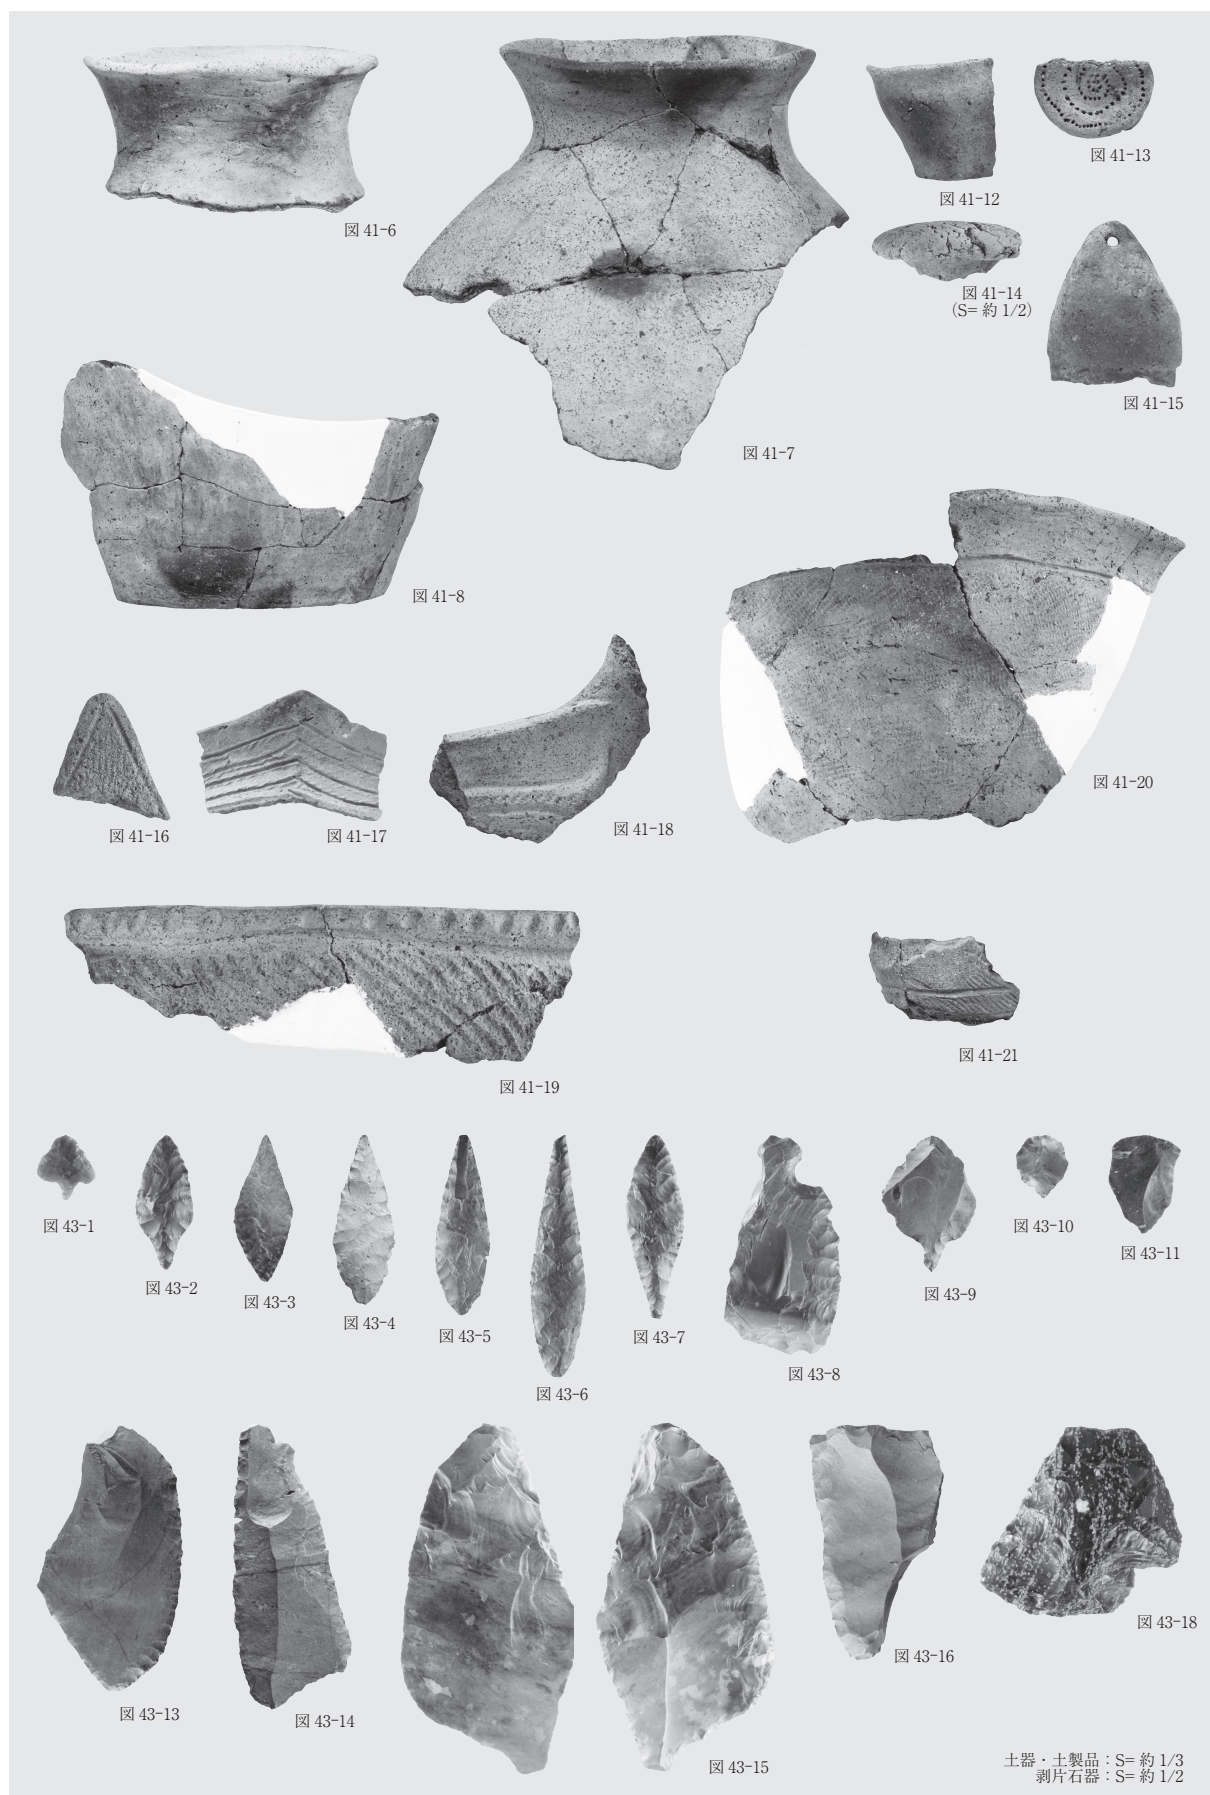 図 41-6
図 41-7
図 41-12
図 41-13
図 41-14
(S= 約 1/2)
図 41-15
図 41-8
図 41-16
図 41-17
図 41-18
図 41-20
図 41-19
図 41-21
図 43-1
図 43-2
図 43-3
図 43-4
図 43-5
図 43-6
図 43-7
図 43-8
図 43-9
図 43-10
図 43-11
図 43-13
図 43-14
図 43-15
図 43-16
図 43-18
土器・土製品：S= 約 1/3
剥片石器：S= 約 1/2